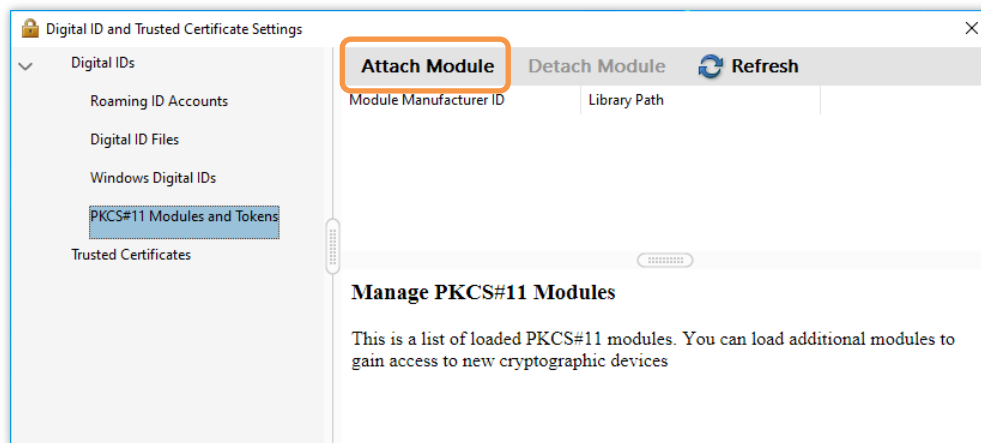 Digital ID and Trusted Certificate Settings
Digital IDs
Roaming ID Accounts
Digital ID Files
Windows Digital IDs
PKCS#11 Modules and Tokens
Trusted Certificates
Attach Module Detach Module Refresh
Module Manufacturer ID Library Path
Manage PKCS#11 Modules
This is a list of loaded PKCS#11 modules. You can load additional modules to
gain access to new cryptographic devices